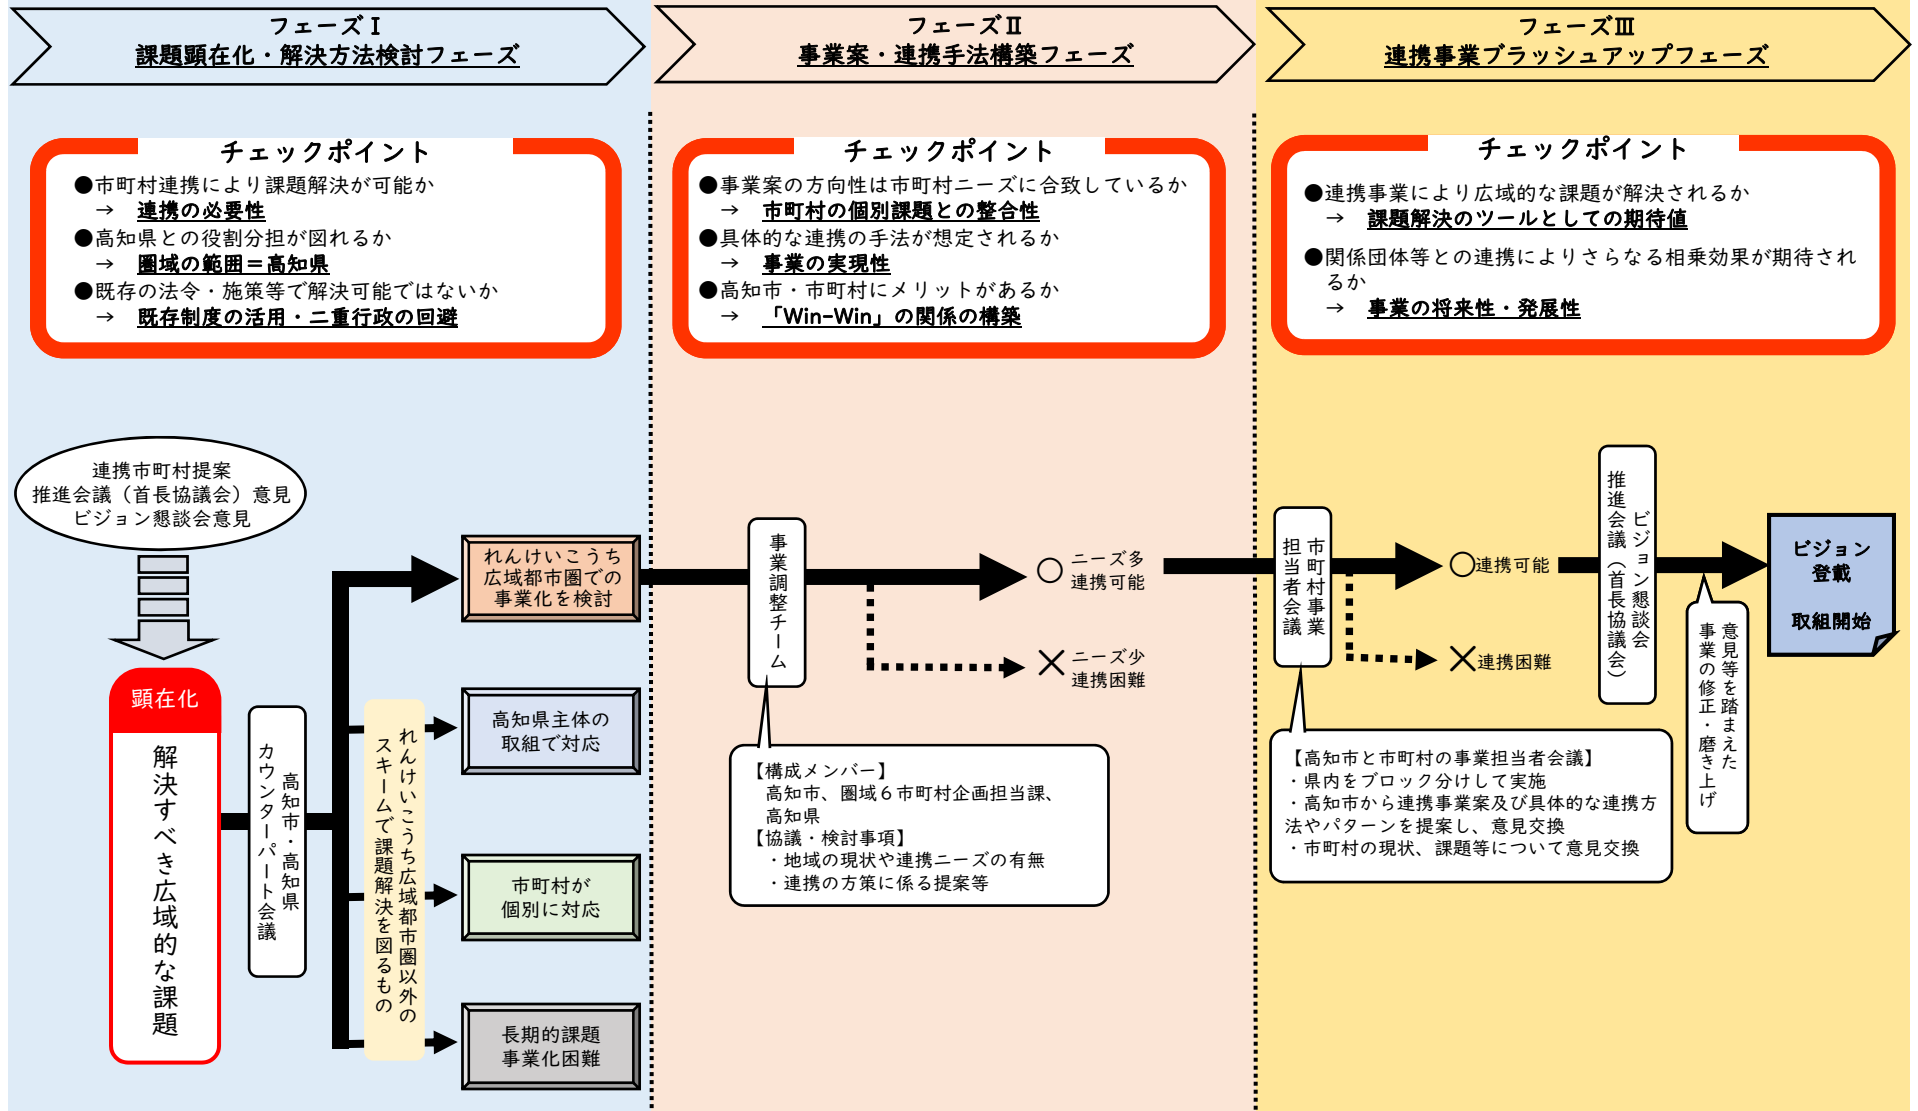 フェーズⅠ
課題顕在化・解決方法検討フェーズ
チェックポイント
●市町村連携により課題解決が可能か
→ 連携の必要性
●高知県との役割分担が図れるか
→ 圏域の範囲＝高知県
●既存の法令・施策等で解決可能ではないか
→ 既存制度の活用・二重行政の回避
連携市町村提案
推進会議（首長協議会）意見
ビジョン懇談会意見
顕在化
解決すべき広域的な課題
高知市・高知県
カウンターパート会議
れんけいこうち広域都市圏以外の
スキームで課題解決を図るもの
れんけいこうち
広域都市圏での
事業化を検討
高知県主体の
取組で対応
市町村が
個別に対応
長期的課題
事業化困難
フェーズⅡ
事業案・連携手法構築フェーズ
チェックポイント
●事業案の方向性は市町村ニーズに合致しているか
→ 市町村の個別課題との整合性
●具体的な連携の手法が想定されるか
→ 事業の実現性
●高知市・市町村にメリットがあるか
→ 「Win-Win」の関係の構築
事業調整チーム
○ ニーズ多
連携可能
✕ ニーズ少
連携困難
【構成メンバー】
高知市、圏域６市町村企画担当課、
高知県
【協議・検討事項】
・地域の現状や連携ニーズの有無
・連携の方策に係る提案等
フェーズⅢ
連携事業ブラッシュアップフェーズ
チェックポイント
●連携事業により広域的な課題が解決されるか
→ 課題解決のツールとしての期待値
●関係団体等との連携によりさらなる相乗効果が期待され
るか
→ 事業の将来性・発展性
市町村事業
担当者会議
○連携可能
✕連携困難
【高知市と市町村の事業担当者会議】
・県内をブロック分けして実施
・高知市から連携事業案及び具体的な連携方
法やパターンを提案し、意見交換
・市町村の現状、課題等について意見交換
ビジョン懇談会
推進会議（首長協議会）
意見等を踏まえた
事業の修正・磨き上げ
ビジョン
登載
取組開始